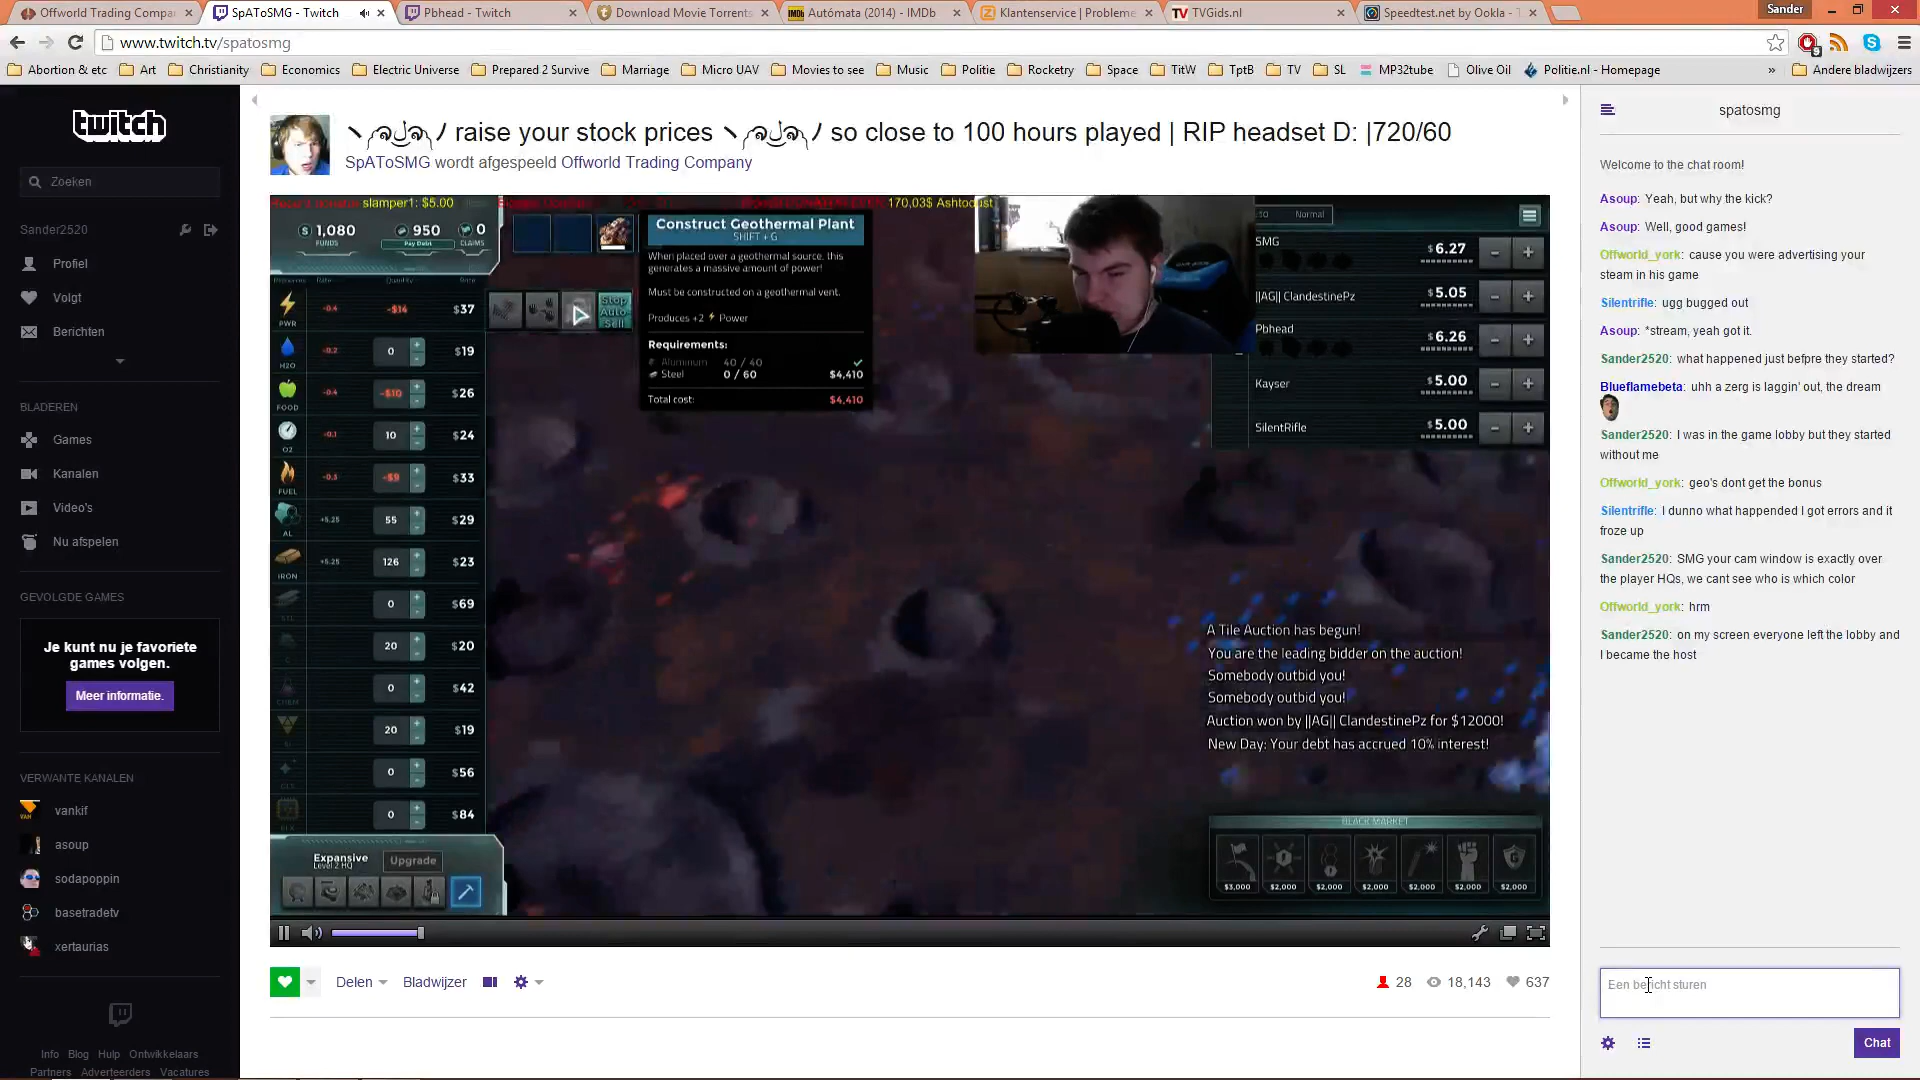 Offworld Trading Compan
SpAToSMG - Twitch
Pbhead - Twitch
Download Movie Torrents
Autómata (2014) - IMDb
Klantenservice | Probleme
TVGids.nl
Speedtest.net by Ookla - T
Sander
www.twitch.tv/spatosmg
Abortion & etc
Art
Christianity
Economics
Electric Universe
Prepared 2 Survive
Marriage
Micro UAV
Movies to see
Music
Politie
Rocketry
Space
TitW
TptB
TV
SL
MP32tube
Olive Oil
Politie.nl - Homepage
»
Andere bladwijzers
twitch
Zoeken
Sander2520
Profiel
Volgt
Berichten
BLADEREN
Games
Kanalen
Video's
Nu afspelen
GEVOLGDE GAMES
Je kunt nu je favoriete
games volgen.
Meer informatie.
VERWANTE KANALEN
vankif
asoup
sodapoppin
basetradetv
xertaurias
Info Blog Hulp Ontwikkelaars
Partners Adverteerders Vacatures
raise your stock prices
so close to 100 hours played | RIP headset D: |720/60
SpAToSMG wordt afgespeeld Offworld Trading Company
slamper1: $5.00
170,03$ Ashtodust
$ 1,080
FUNDS
950
Pay Debt
0
CLAIMS
PWR -0.4 -$14 $37
H2O -0.2 0 $19
FOOD -0.4 -$10 $26
O2 -0.1 10 $24
FUEL -0.3 -$9 $33
AL +5.25 55 $29
IRON +5.25 126 $23
STL 0 $69
C 20 $20
CHEM 0 $42
SI 20 $19
GLS 0 $56
ELX 0 $84
Expansive
Level 2 HQ
Upgrade
Stop
Auto
Sell
Construct Geothermal Plant
SHIFT + G
When placed over a geothermal source, this
generates a massive amount of power!
Must be constructed on a geothermal vent.
Produces +2 Power
Requirements:
Aluminum 40 / 40
Steel 0 / 60 $4,410
Total cost: $4,410
Normal
SMG $6.27 - +
||AG|| ClandestinePz $5.05 - +
Pbhead $6.26 - +
Kayser $5.00 - +
SilentRifle $5.00 - +
A Tile Auction has begun!
You are the leading bidder on the auction!
Somebody outbid you!
Somebody outbid you!
Auction won by ||AG|| ClandestinePz for $12000!
New Day: Your debt has accrued 10% interest!
BLACK MARKET
$3,000 $2,000 $2,000 $2,000 $2,000 $2,000 $2,000
Delen
Bladwijzer
28
18,143
637
spatosmg
Welcome to the chat room!
Asoup: Yeah, but why the kick?
Asoup: Well, good games!
Offworld_york: cause you were advertising your
steam in his game
Silentrifle: ugg bugged out
Asoup: *stream, yeah got it.
Sander2520: what happened just befpre they started?
Blueflamebeta: uhh a zerg is laggin' out, the dream
Sander2520: I was in the game lobby but they started
without me
Offworld_york: geo's dont get the bonus
Silentrifle: I dunno what happended I got errors and it
froze up
Sander2520: SMG your cam window is exactly over
the player HQs, we cant see who is which color
Offworld_york: hrm
Sander2520: on my screen everyone left the lobby and
I became the host
Een bericht sturen
Chat